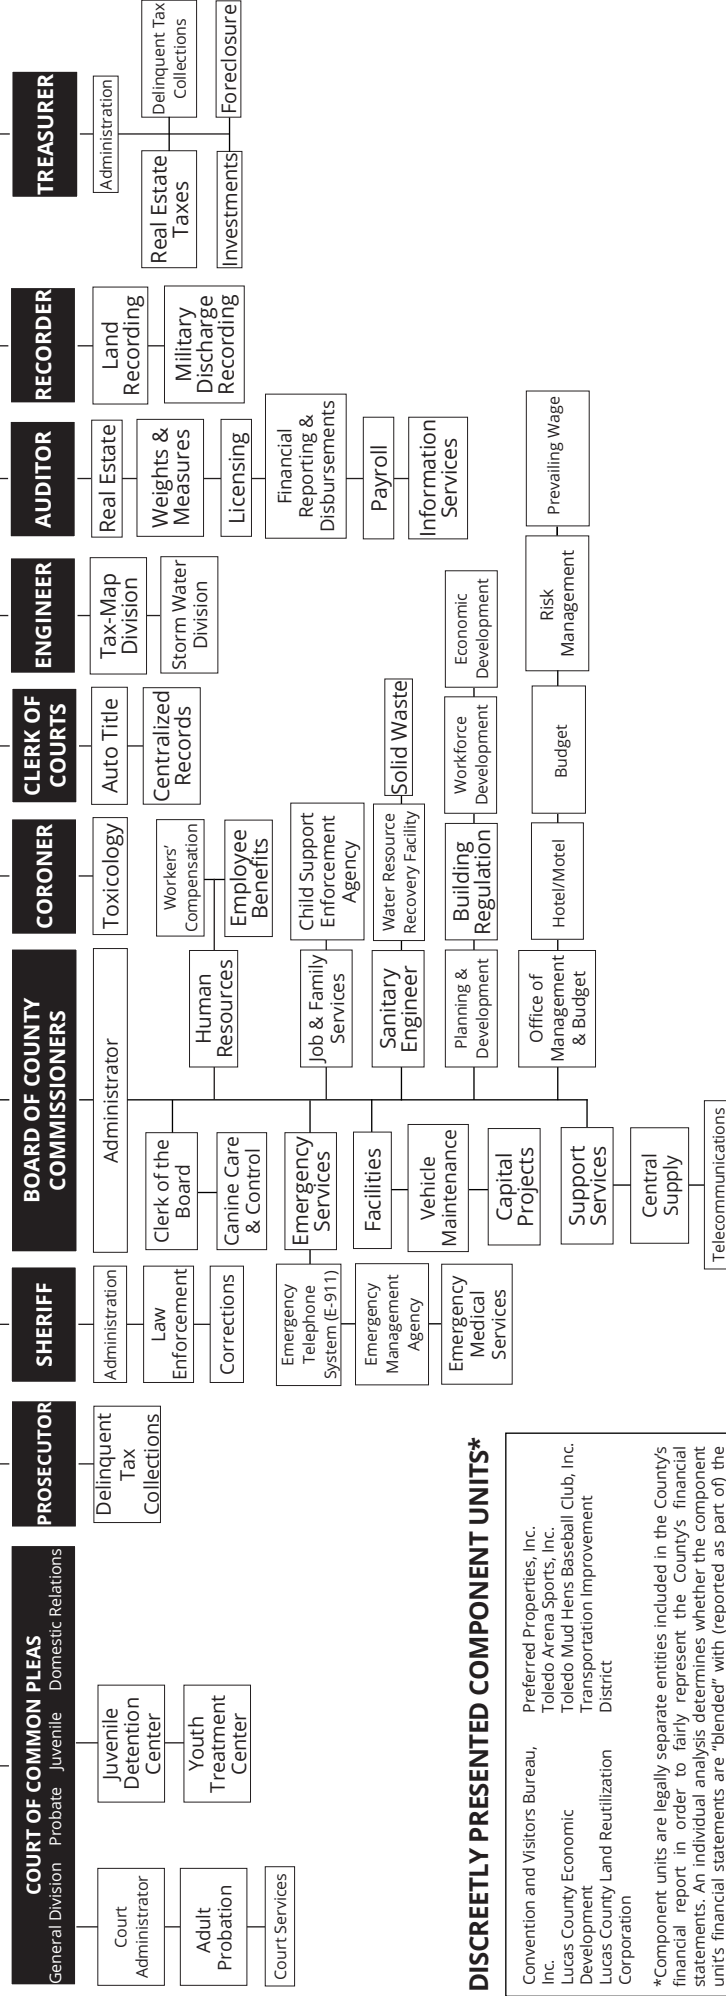 COURT OF COMMON PLEAS
General Division Probate Juvenile Domestic Relations
Court
Administrator
Adult
Probation
Court Services
Juvenile
Detention
Center
Youth
Treatment
Center
PROSECUTOR
Delinquent
Tax
Collections
SHERIFF
Administration
Law
Enforcement
Corrections
BOARD OF COUNTY
COMMISSIONERS
Administrator
Clerk of the
Board
Canine Care
& Control
Emergency
Services
Emergency
Telephone
System (E-911)
Emergency
Management
Agency
Emergency
Medical
Services
Facilities
Vehicle
Maintenance
Capital
Projects
Support
Services
Central
Supply
Telecommunications
Human
Resources
Workers’
Compensation
Employee
Benefits
Job & Family
Services
Child Support
Enforcement
Agency
Sanitary
Engineer
Water Resource
Recovery Facility
Solid Waste
Planning &
Development
Building
Regulation
Workforce
Development
Economic
Development
Office of
Management
& Budget
Hotel/Motel
Budget
Risk
Management
Prevailing Wage
CORONER
Toxicology
CLERK OF
COURTS
Auto Title
Centralized
Records
ENGINEER
Tax-Map
Division
Storm Water
Division
AUDITOR
Real Estate
Weights &
Measures
Licensing
Financial
Reporting &
Disbursements
Payroll
Information
Services
RECORDER
Land
Recording
Military
Discharge
Recording
TREASURER
Administration
Real Estate
Taxes
Delinquent Tax
Collections
Investments
Foreclosure
DISCREETLY PRESENTED COMPONENT UNITS*
Convention and Visitors Bureau,
Inc.
Lucas County Economic
Development
Lucas County Land Reutilization
Corporation
Preferred Properties, Inc.
Toledo Arena Sports, Inc.
Toledo Mud Hens Baseball Club, Inc.
Transportation Improvement
District
*Component units are legally separate entities included in the County’s
financial report in order to fairly represent the County’s financial
statements. An individual analysis determines whether the component
unit’s financial statements are “blended” with (reported as part of) the